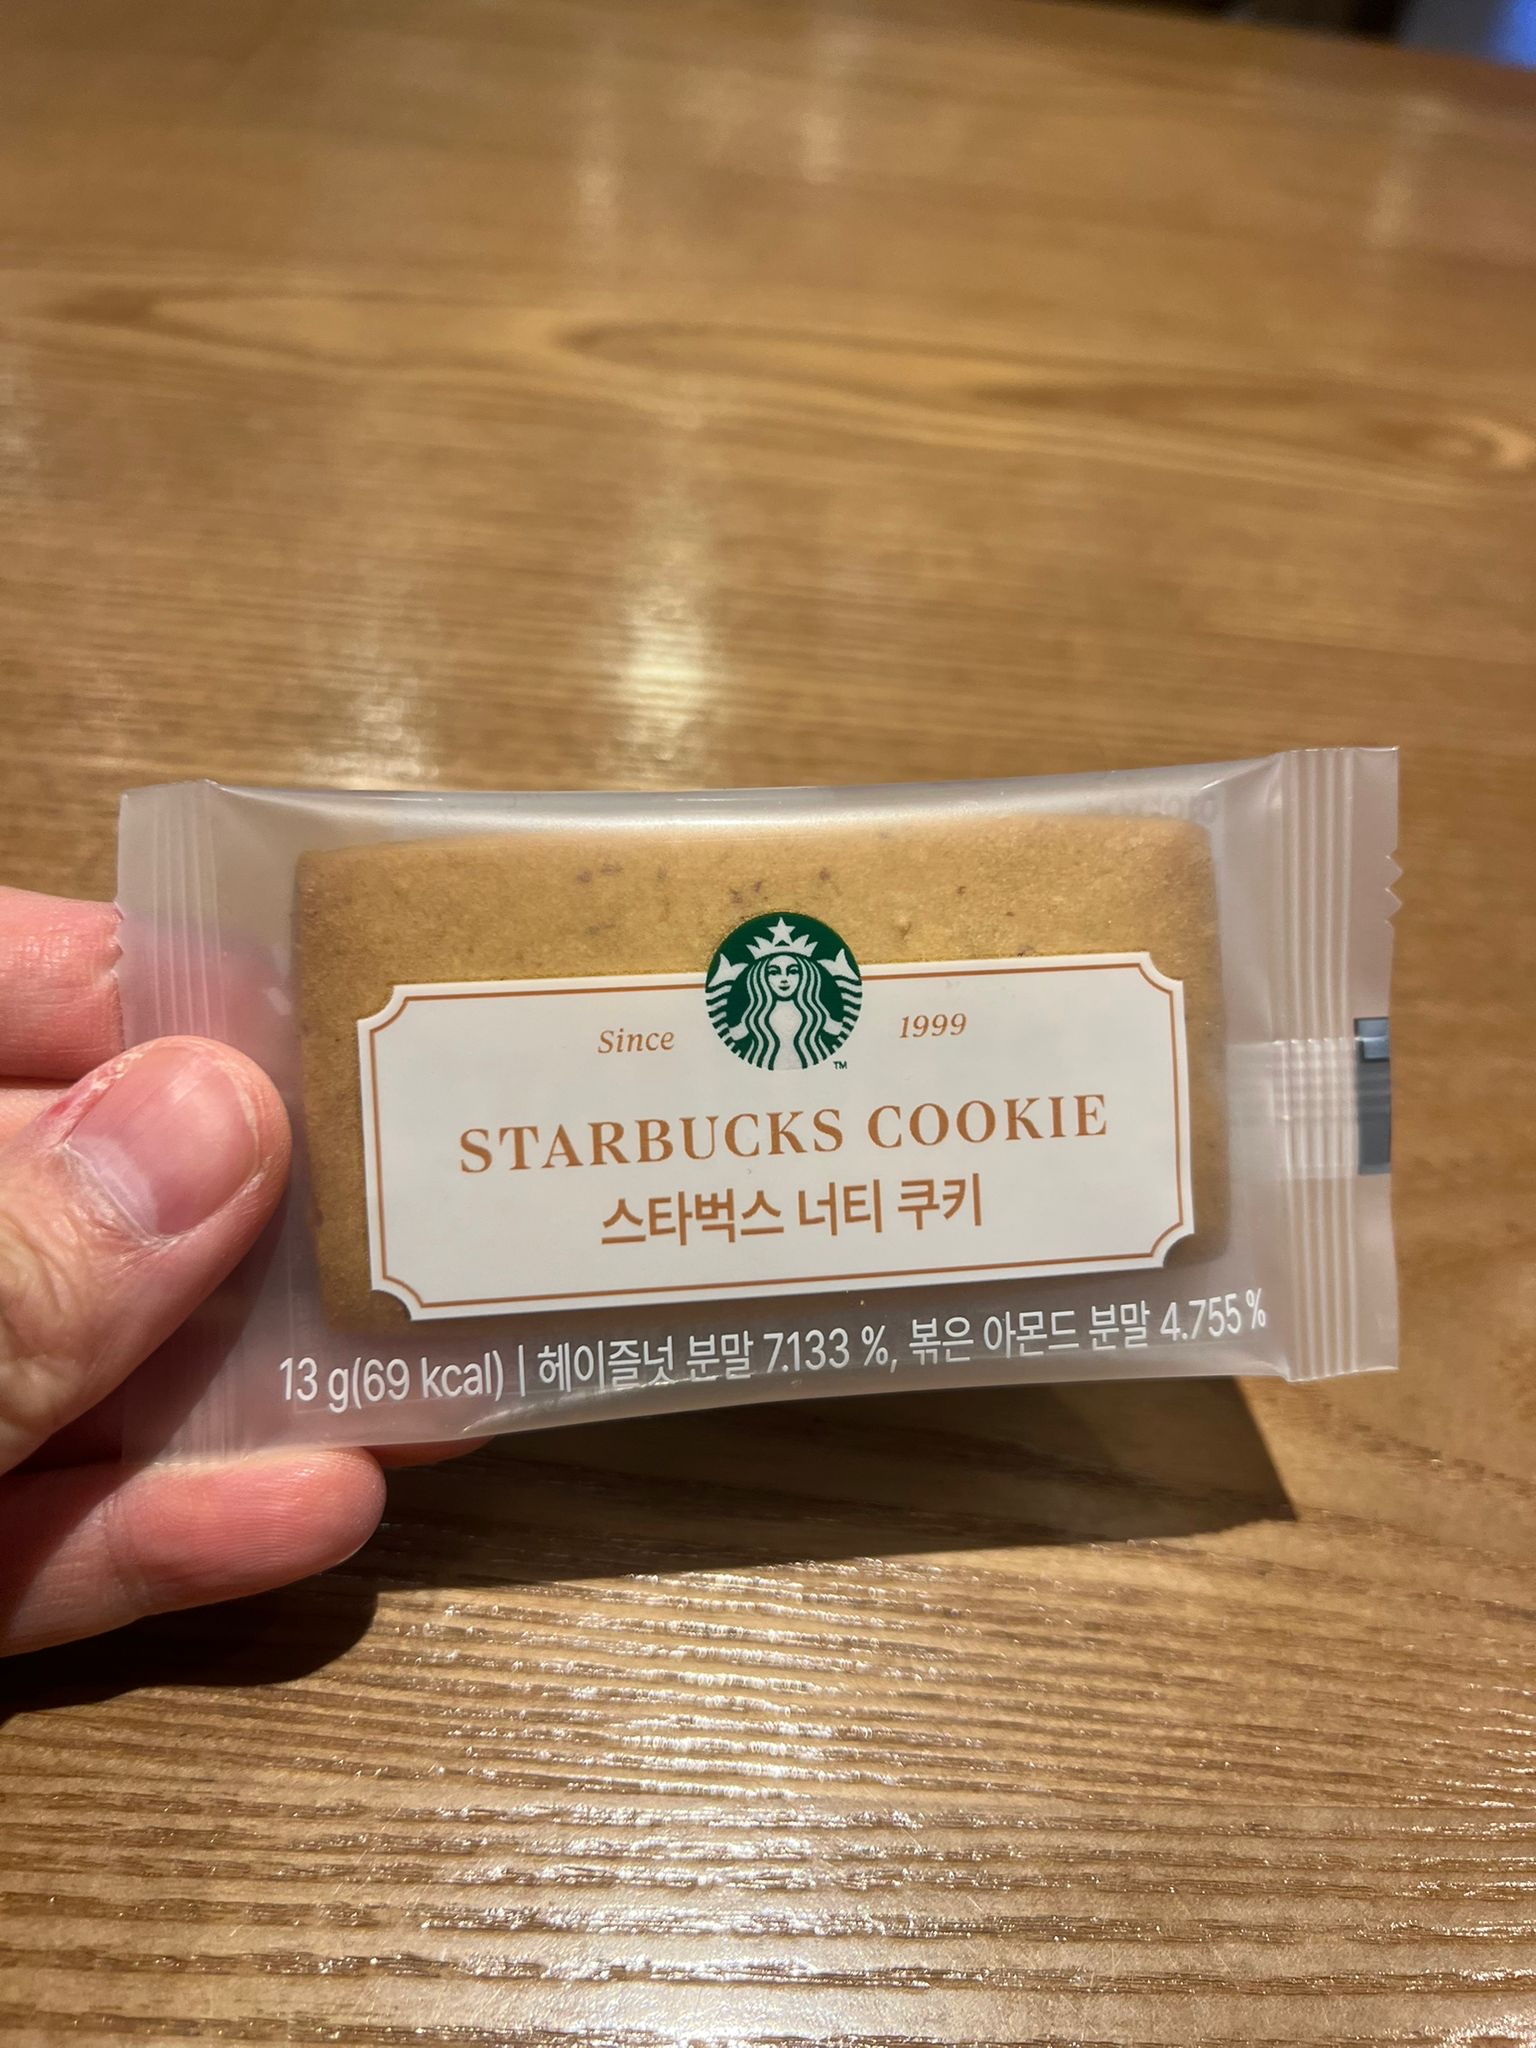 Since 1999
STARBUCKS COOKIE
스타벅스 너티 쿠키
13 g(69 kcal) | 헤이즐넛 분말 7.133 %, 볶은 아몬드 분말 4.755 %
TM